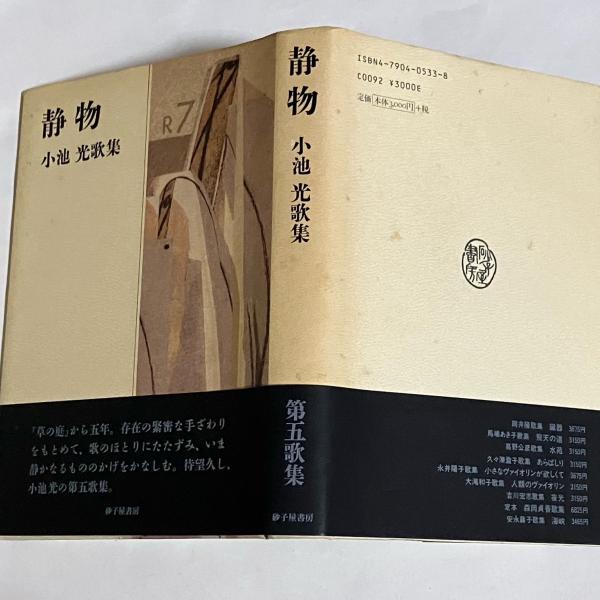 静物
小池 光歌集
R7
『草の庭』から五年。存在の緊密な手ざわり
をもとめて、歌のほとりにたたずみ、いま
静かなるもののかげをかなしむ。待望久し、
小池光の第五歌集。
砂子屋書房
静物
小池 光歌集
第五歌集
砂子屋書房
ISBN4-7904-0533-8
C0092 ¥3000E
定価 本体3,000円 +税
砂子屋書房
岡井隆歌集 臓器 3675円
馬場あき子歌集 飛天の道 3150円
高野公彦歌集 水苑 3150円
久々湊盈子歌集 あらばしり 3150円
永井陽子歌集 小さなヴァイオリンが欲しくて 3675円
大滝和子歌集 人類のヴァイオリン 3150円
吉川宏志歌集 夜光 3150円
定本 森岡貞香歌集 6825円
安永蕗子歌集 海峡 3465円